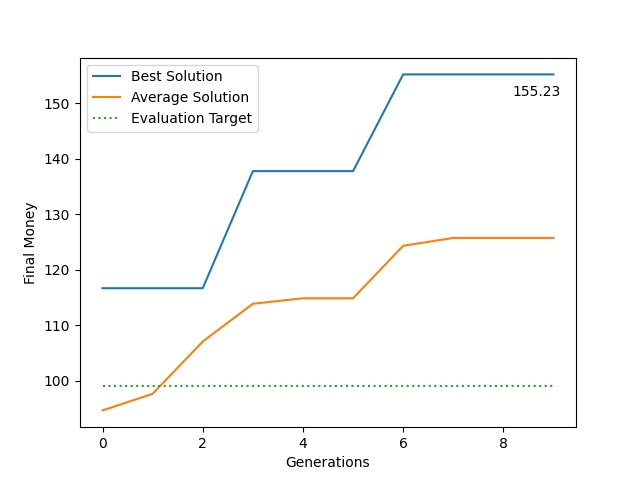 Best Solution
Average Solution
Evaluation Target
155.23
150
140
130
120
110
100
Final Money
0 2 4 6 8
Generations